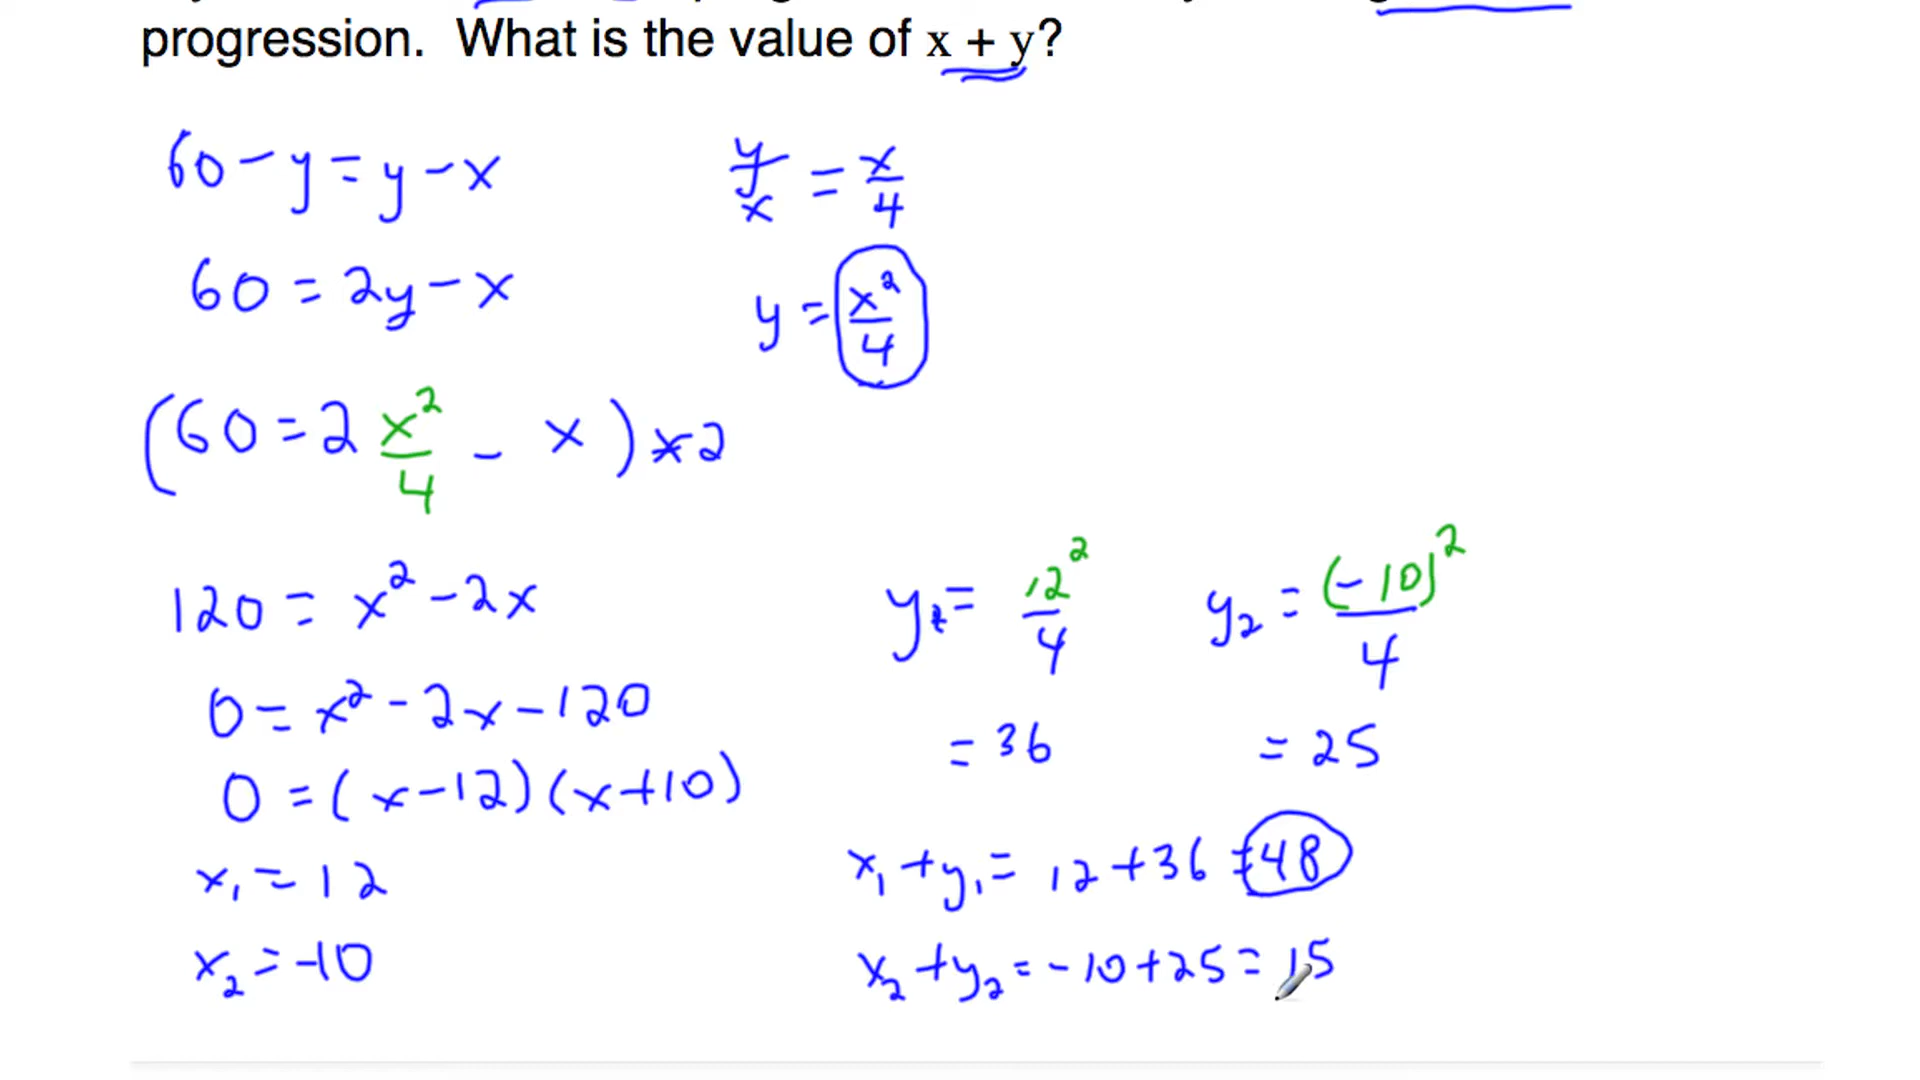 progression. What is the value of x + y?
60 - y = y - x
60 = 2y - x
(60 = 2 x²/4 - x) × 2
120 = x² - 2x
0 = x² - 2x - 120
0 = (x - 12)(x + 10)
x₁ = 12
x₂ = -10
y/x = x/4
y = x²/4
y = 12²/4
= 36
y₂ = (-10)²/4
= 25
x₁ + y₁ = 12 + 36 = 48
x₂ + y₂ = -10 + 25 = 15